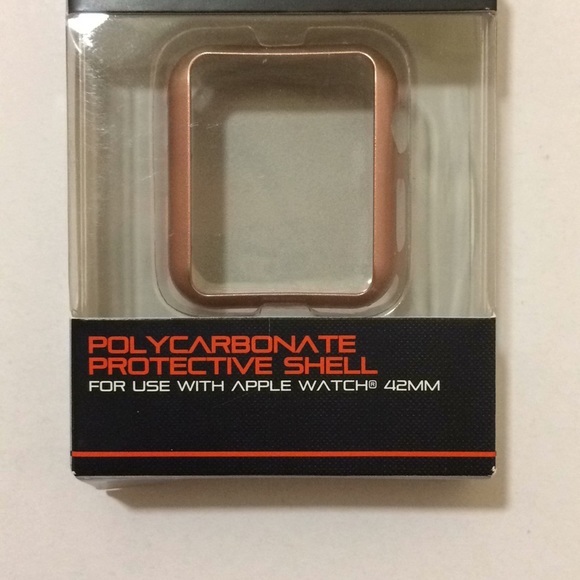 POLYCARBONATE
PROTECTIVE SHELL
FOR USE WITH APPLE WATCH® 42MM